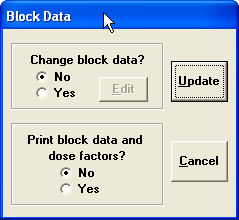 Block Data
Change block data?
No
Yes
Edit
Update
Print block data and
dose factors?
No
Yes
Cancel